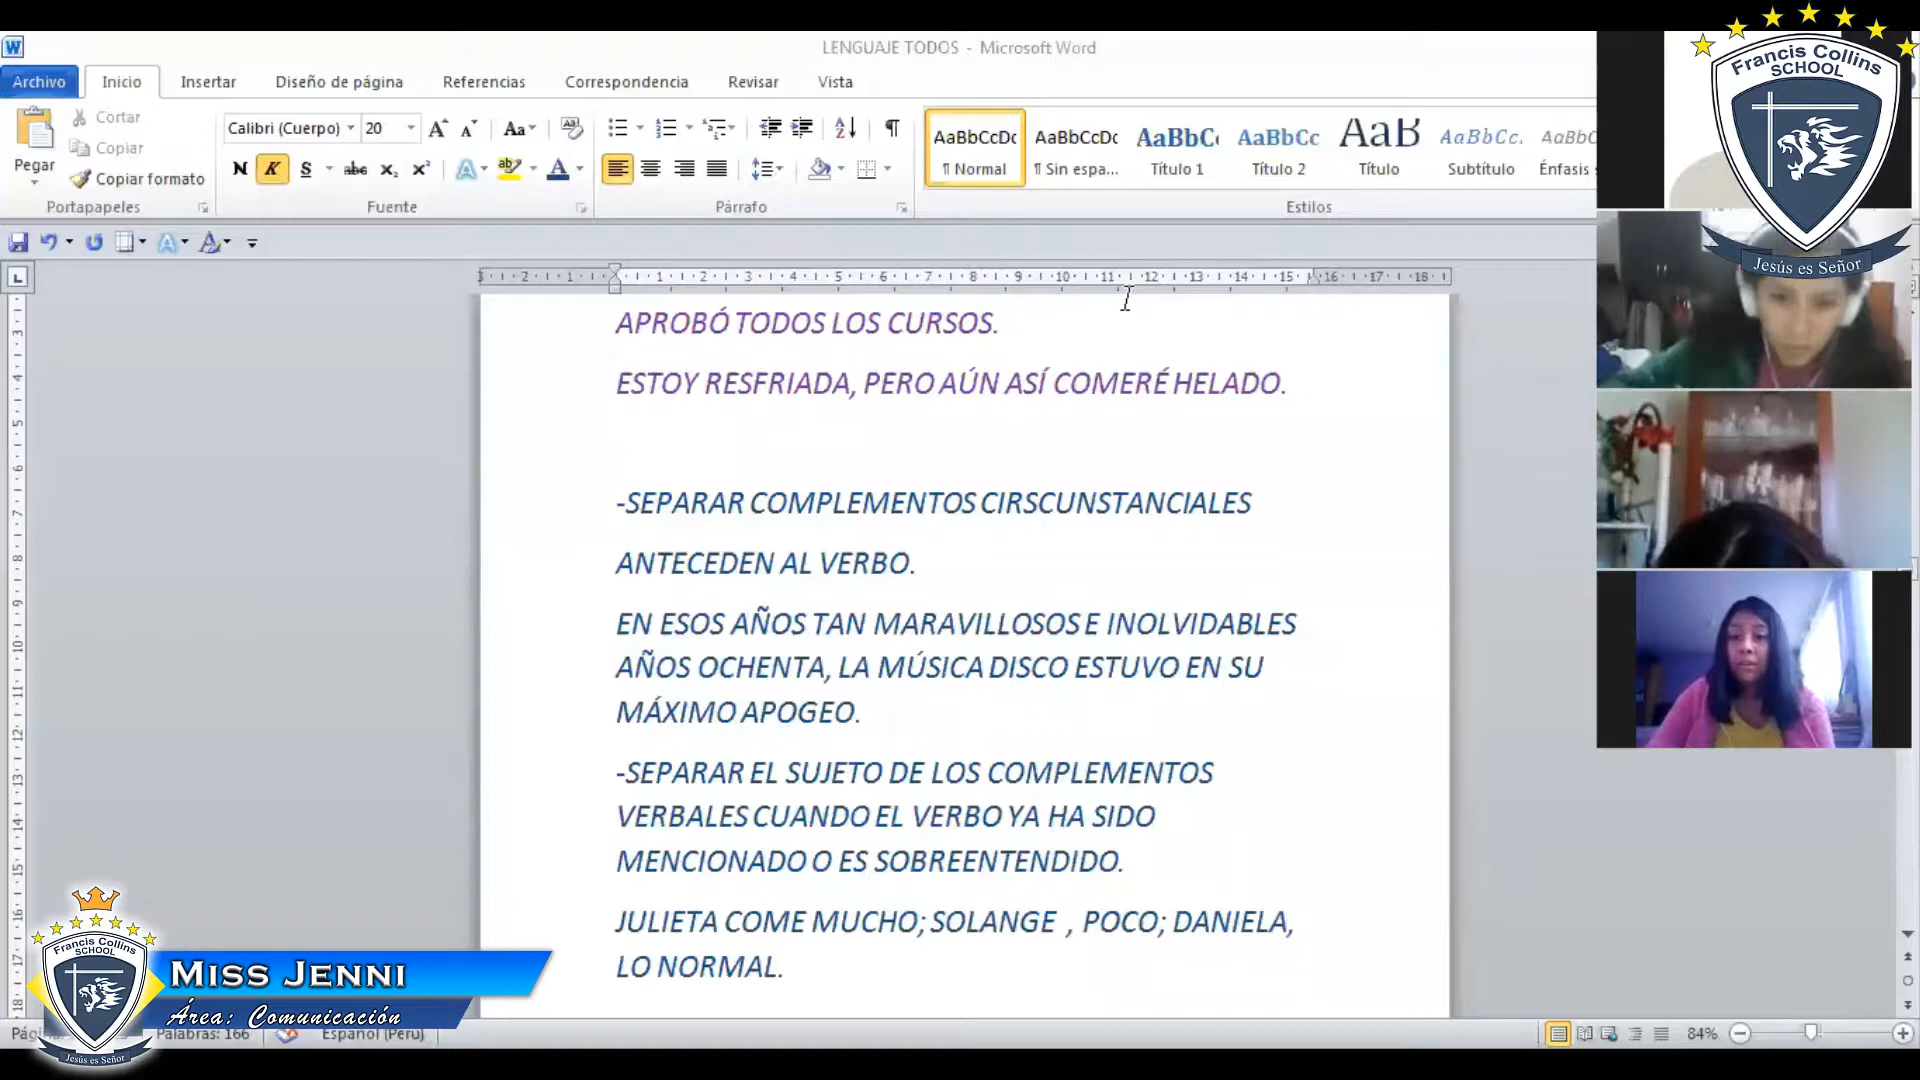 LENGUAJE TODOS - Microsoft Word
Archivo Inicio Insertar Diseño de página Referencias Correspondencia Revisar Vista
Cortar
Copiar
Pegar
Copiar formato
Portapapeles
Calibri (Cuerpo) 20
Fuente
Párrafo
AaBbCcDc AaBbCcDc AaBbC AaBbCc AaB AaBbCc.
¶ Normal ¶ Sin espa... Título 1 Título 2 Título Subtítulo Énfasis
Estilos
Francis Collins
SCHOOL
Jesús es Señor
APROBÓ TODOS LOS CURSOS.
ESTOY RESFRIADA, PERO AÚN ASÍ COMERÉ HELADO.
-SEPARAR COMPLEMENTOS CIRSCUNSTANCIALES
ANTECEDEN AL VERBO.
EN ESOS AÑOS TAN MARAVILLOSOS E INOLVIDABLES
AÑOS OCHENTA, LA MÚSICA DISCO ESTUVO EN SU
MÁXIMO APOGEO.
-SEPARAR EL SUJETO DE LOS COMPLEMENTOS
VERBALES CUANDO EL VERBO YA HA SIDO
MENCIONADO O ES SOBREENTENDIDO.
JULIETA COME MUCHO; SOLANGE , POCO; DANIELA,
LO NORMAL.
Francis Collins
SCHOOL
Jesús es Señor
MISS JENNI
Área: Comunicación
Palabras: 166 Español (Perú)
84%